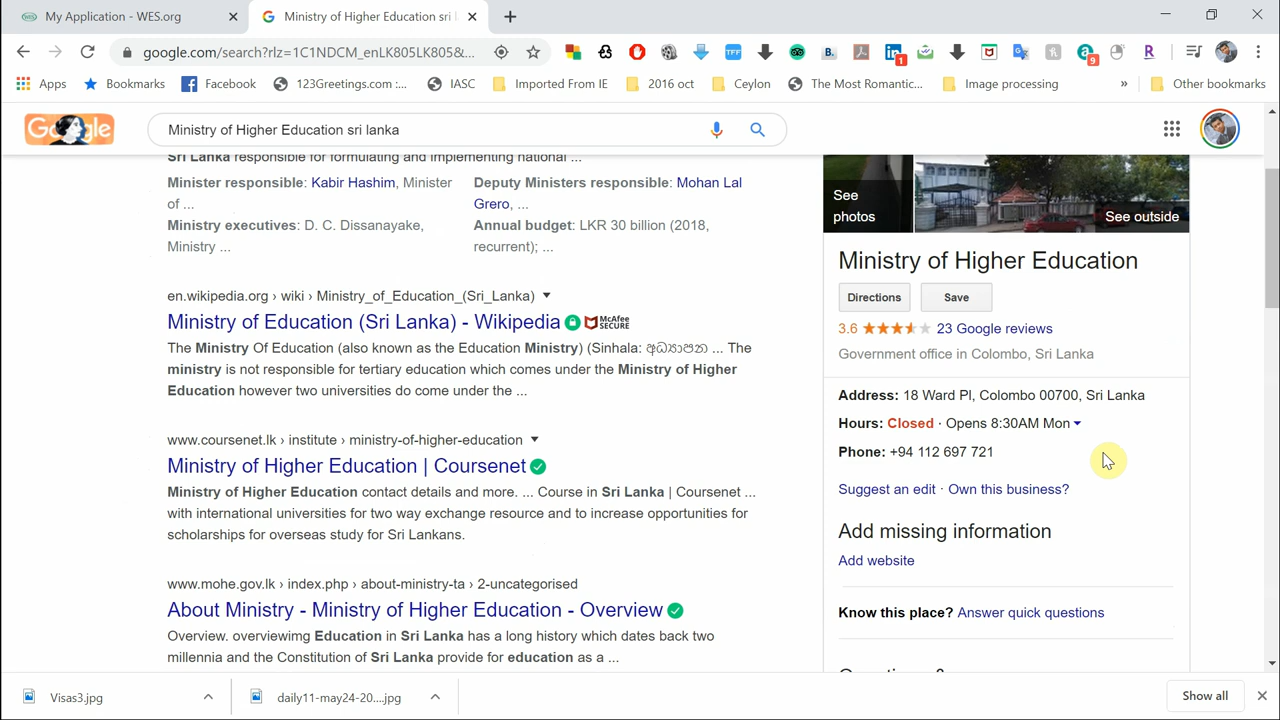 My Application - WES.org
Ministry of Higher Education sri l
google.com/search?rlz=1C1NDCM_enLK805LK805&...
Apps
Bookmarks
Facebook
123Greetings.com :...
IASC
Imported From IE
2016 oct
Ceylon
The Most Romantic...
Image processing
»
Other bookmarks
Ministry of Higher Education sri lanka
Sri Lanka responsible for formulating and implementing national ...
Minister responsible: Kabir Hashim, Minister
of ...
Deputy Ministers responsible: Mohan Lal
Grero, ...
Ministry executives: D. C. Dissanayake,
Ministry ...
Annual budget: LKR 30 billion (2018,
recurrent); ...
en.wikipedia.org › wiki › Ministry_of_Education_(Sri_Lanka)
Ministry of Education (Sri Lanka) - Wikipedia
McAfee
SECURE
The Ministry Of Education (also known as the Education Ministry) (Sinhala: අධ්‍යාපන ... The
ministry is not responsible for tertiary education which comes under the Ministry of Higher
Education however two universities do come under the ...
www.coursenet.lk › institute › ministry-of-higher-education
Ministry of Higher Education | Coursenet
Ministry of Higher Education contact details and more. ... Course in Sri Lanka | Coursenet ...
with international universities for two way exchange resource and to increase opportunities for
scholarships for overseas study for Sri Lankans.
www.mohe.gov.lk › index.php › about-ministry-ta › 2-uncategorised
About Ministry - Ministry of Higher Education - Overview
Overview. overviewimg Education in Sri Lanka has a long history which dates back two
millennia and the Constitution of Sri Lanka provide for education as a ...
See
photos
See outside
Ministry of Higher Education
Directions
Save
3.6
23 Google reviews
Government office in Colombo, Sri Lanka
Address: 18 Ward Pl, Colombo 00700, Sri Lanka
Hours: Closed · Opens 8:30AM Mon
Phone: +94 112 697 721
Suggest an edit · Own this business?
Add missing information
Add website
Know this place? Answer quick questions
Visas3.jpg
daily11-may24-20....jpg
Show all